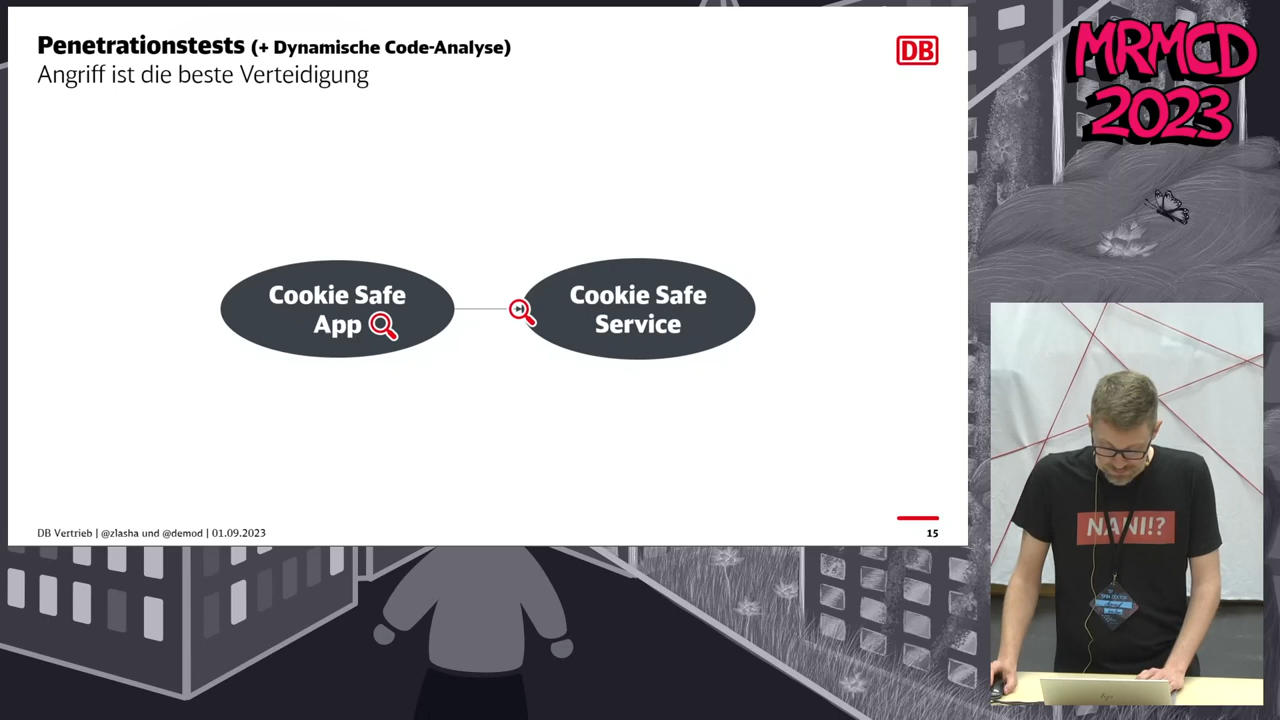 Penetrationstests (+ Dynamische Code-Analyse)
Angriff ist die beste Verteidigung
DB
MRMCD
2023
Cookie Safe
App
Cookie Safe
Service
NANI!?
DB Vertrieb | @zlasha und @demod | 01.09.2023
15
hp